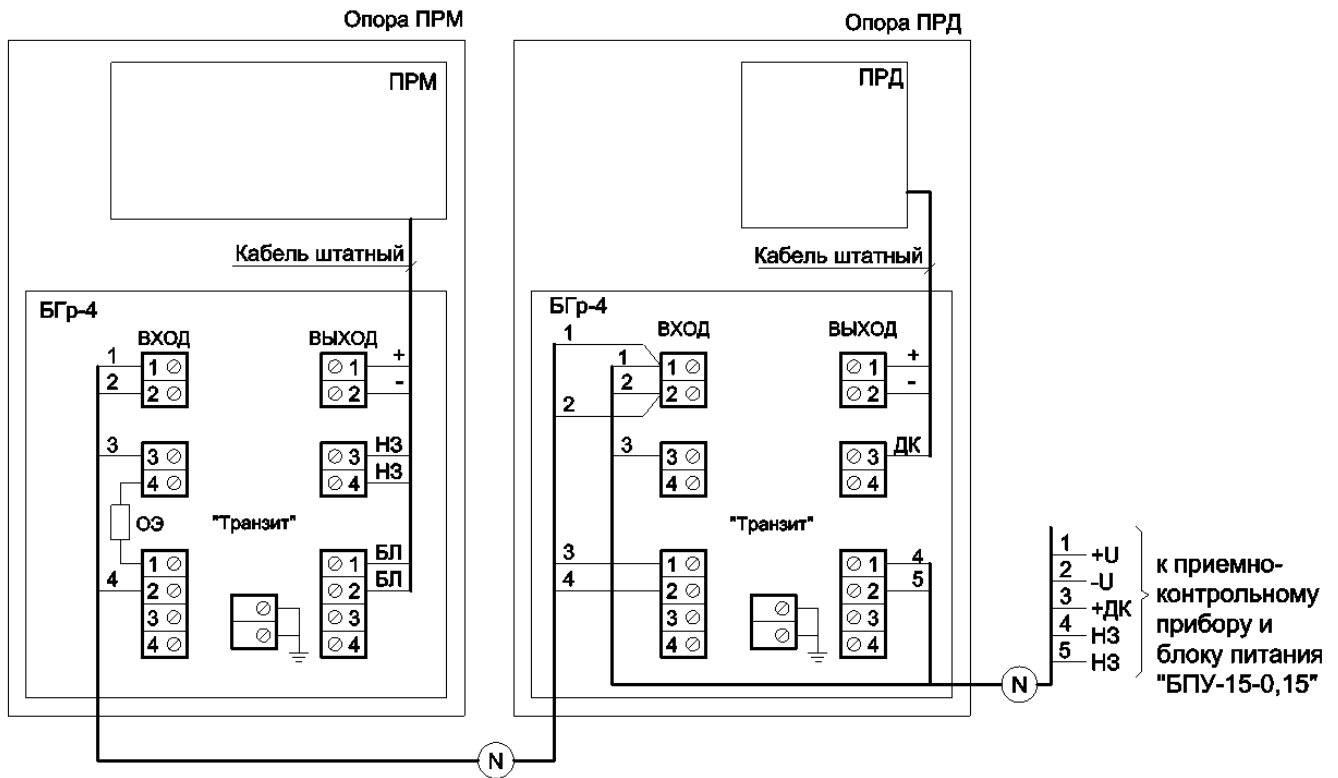 Опора ПРМ
ПРМ
Кабель штатный
БГр-4
ВХОД
ВЫХОД
1
1
1
+
2
2
2
-
3
3
3
НЗ
4
4
НЗ
ОЭ
"Транзит"
1
1
БЛ
4
2
2
БЛ
3
3
4
4
N
Опора ПРД
ПРД
Кабель штатный
БГр-4
1
ВХОД
ВЫХОД
1
1
1
+
2
2
2
-
2
3
3
3
ДК
4
4
"Транзит"
3
1
1
4
4
2
2
5
3
3
4
4
N
1 +U
2 -U
3 +ДК
4 НЗ
5 НЗ
к приемно-
контрольному
прибору и
блоку питания
"БПУ-15-0,15"